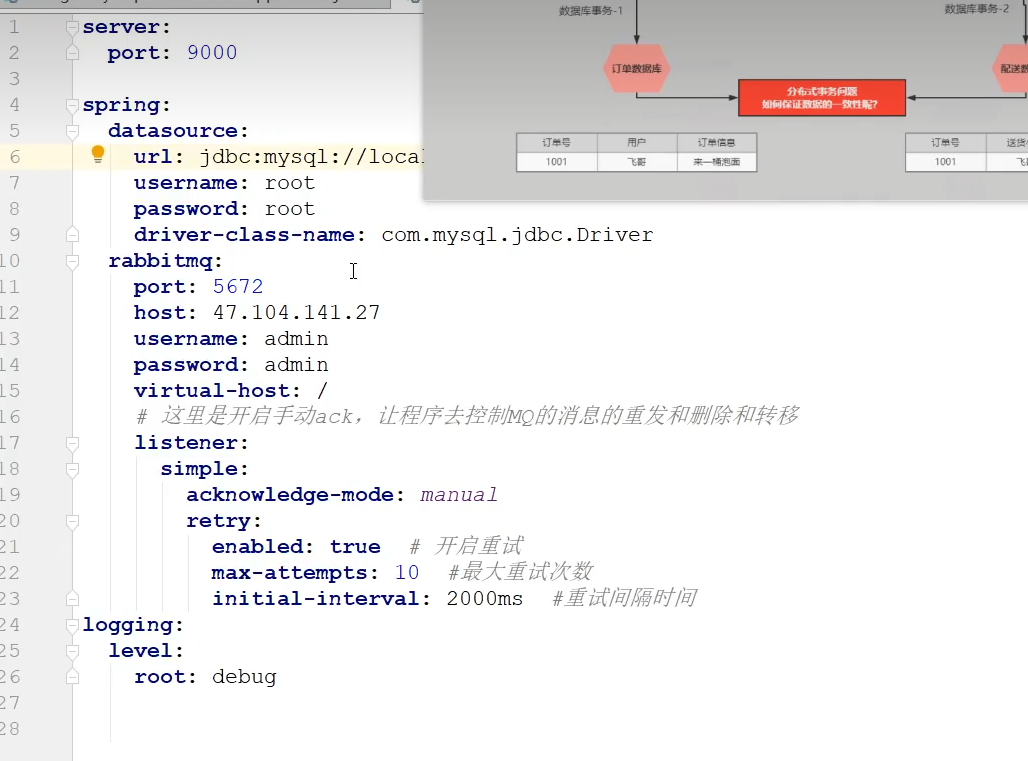 1 server:
2 port: 9000
3
4 spring:
5 datasource:
6 url: jdbc:mysql://local
7 username: root
8 password: root
9 driver-class-name: com.mysql.jdbc.Driver
10 rabbitmq:
11 port: 5672
12 host: 47.104.141.27
13 username: admin
14 password: admin
15 virtual-host: /
16 # 这里是开启手动ack，让程序去控制MQ的消息的重发和删除和转移
17 listener:
18 simple:
19 acknowledge-mode: manual
20 retry:
21 enabled: true # 开启重试
22 max-attempts: 10 #最大重试次数
23 initial-interval: 2000ms #重试间隔时间
24 logging:
25 level:
26 root: debug
27
28
数据库事务-1 数据库事务-2
订单数据库 配送数
分布式事务问题
如何保证数据的一致性呢?
订单号 用户 订单信息 订单号
1001 飞哥 来一桶泡面 1001